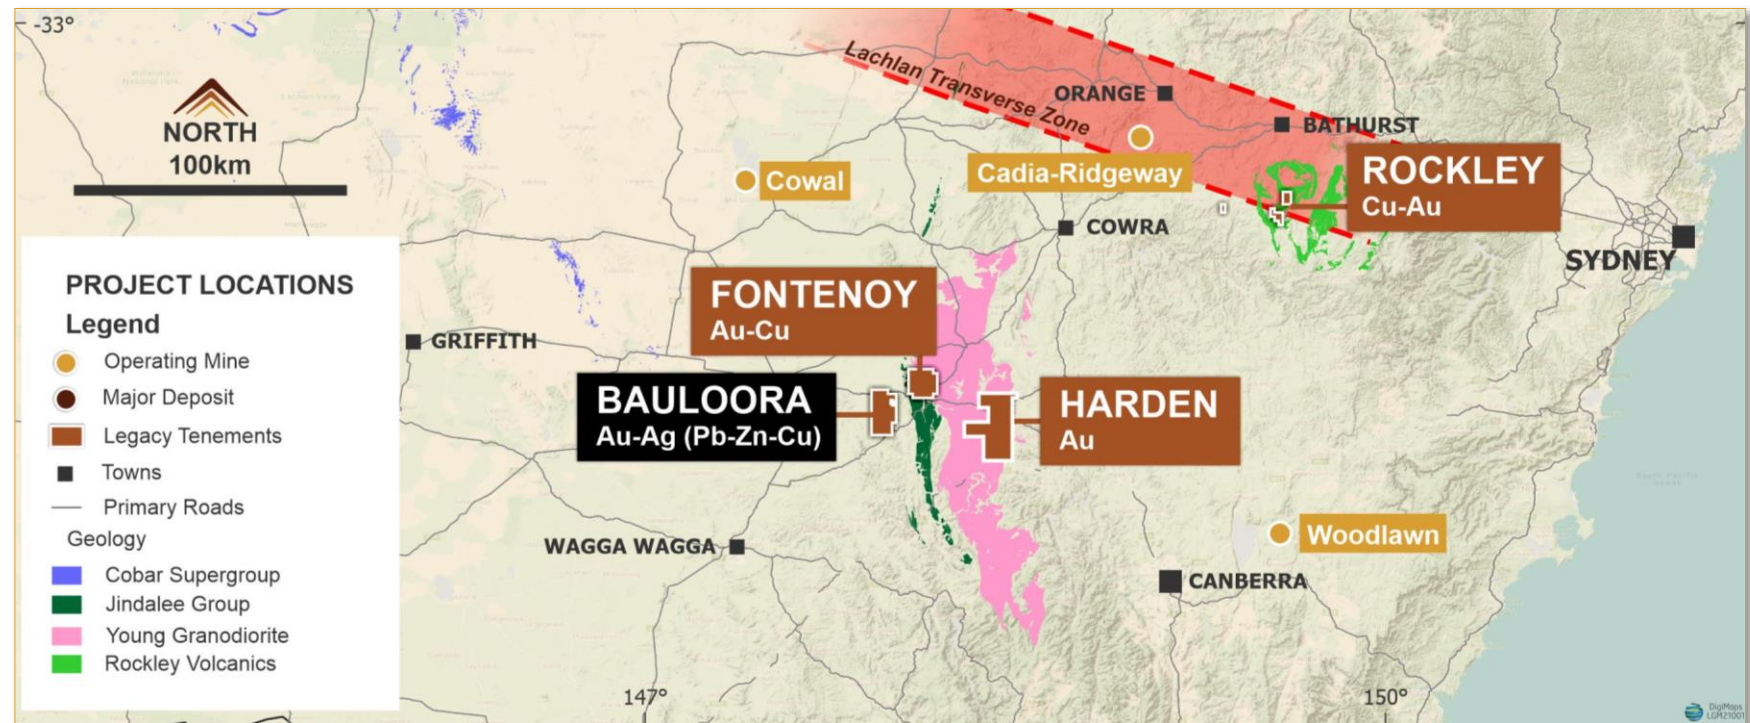 -33°
NORTH
100km
Lachlan Transverse Zone
ORANGE
BATHURST
Cowal
Cadia-Ridgeway
ROCKLEY
Cu-Au
COWRA
SYDNEY
FONTENOY
Au-Cu
GRIFFITH
BAULOORA
Au-Ag (Pb-Zn-Cu)
HARDEN
Au
WAGGA WAGGA
Woodlawn
CANBERRA
147°
150°
PROJECT LOCATIONS
Legend
Operating Mine
Major Deposit
Legacy Tenements
Towns
Primary Roads
Geology
Cobar Supergroup
Jindalee Group
Young Granodiorite
Rockley Volcanics
DigiMaps
LGM21001